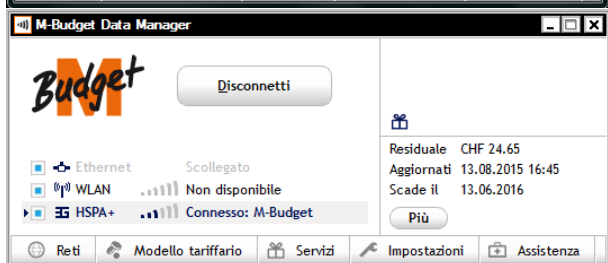 M-Budget Data Manager
M Budget
Disconnetti
Ethernet Scollegato
WLAN Non disponibile
3G HSPA+ Connesso: M-Budget
Residuale CHF 24.65
Aggiornati 13.08.2015 16:45
Scade il 13.06.2016
Più
Reti Modello tariffario Servizi Impostazioni Assistenza